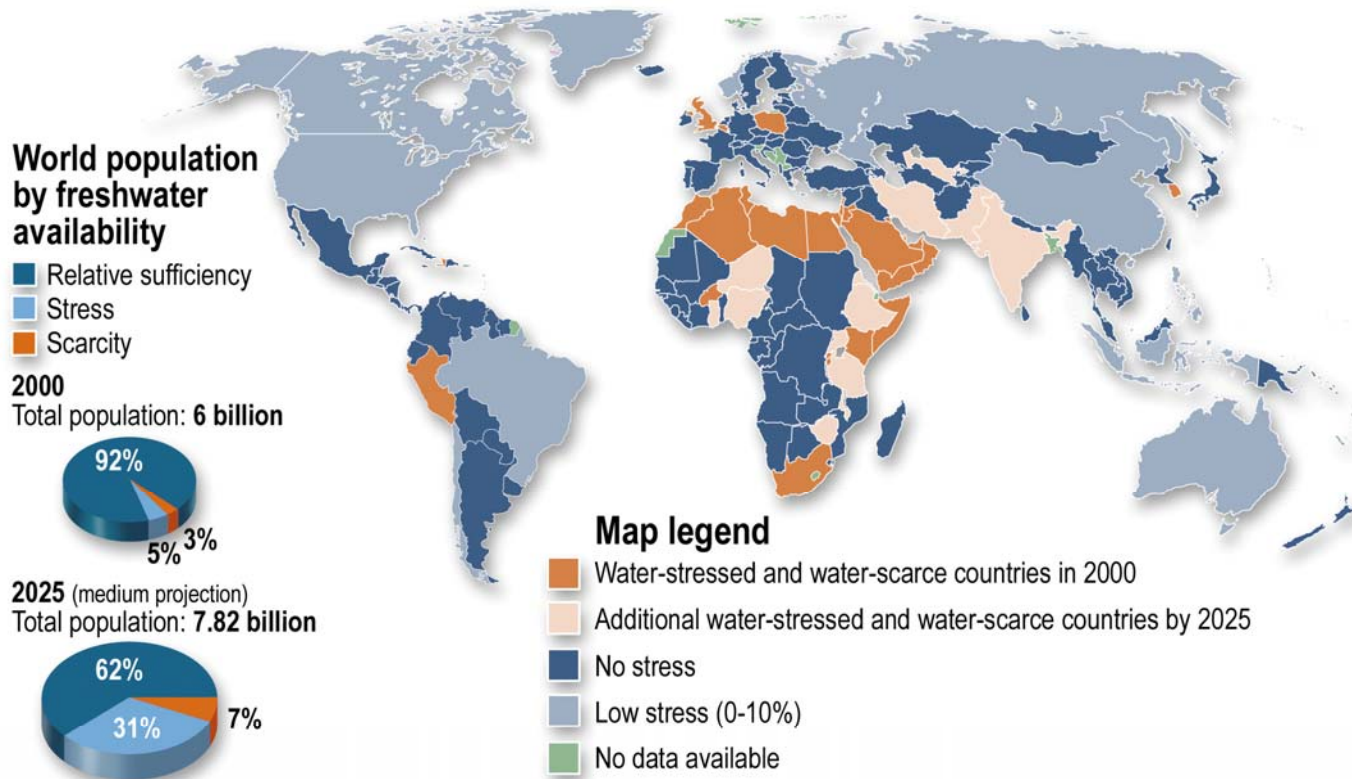 World population
by freshwater
availability
Relative sufficiency
Stress
Scarcity
2000
Total population: 6 billion
92%
5%
3%
2025 (medium projection)
Total population: 7.82 billion
62%
31%
7%
Map legend
Water-stressed and water-scarce countries in 2000
Additional water-stressed and water-scarce countries by 2025
No stress
Low stress (0-10%)
No data available